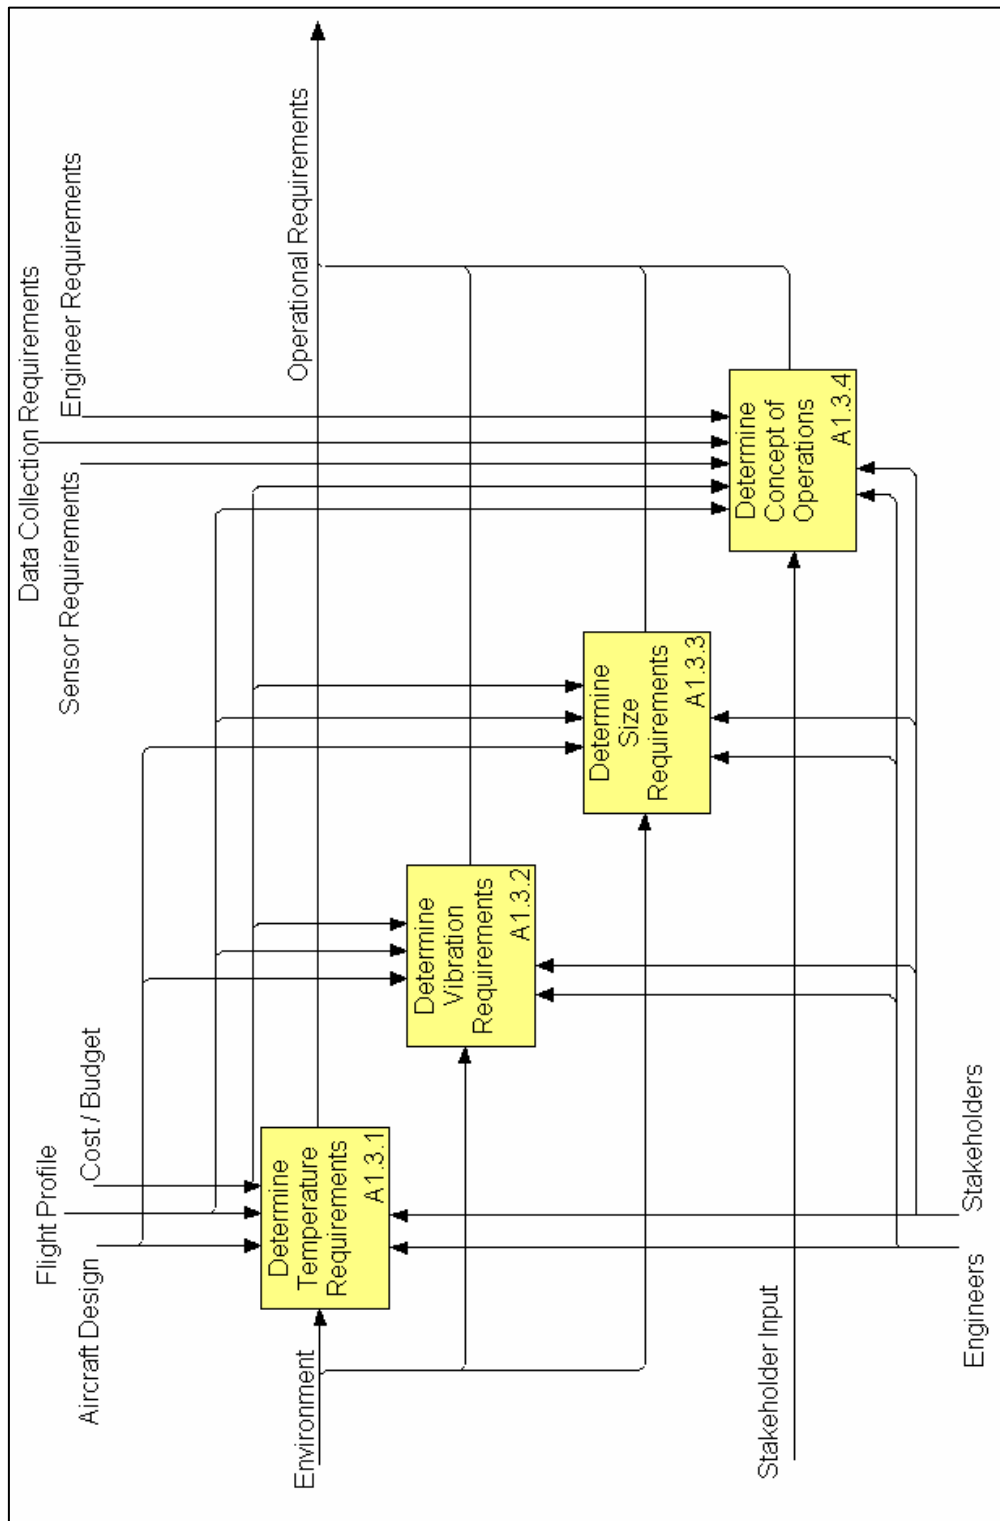 Flight Profile
Aircraft Design
Cost / Budget
Data Collection Requirements
Sensor Requirements
Engineer Requirements
Environment
Determine
Temperature
Requirements
A1.3.1
Operational Requirements
Determine
Vibration
Requirements
A1.3.2
Determine
Size
Requirements
A1.3.3
Determine
Concept of
Operations
A1.3.4
Stakeholder Input
Engineers
Stakeholders